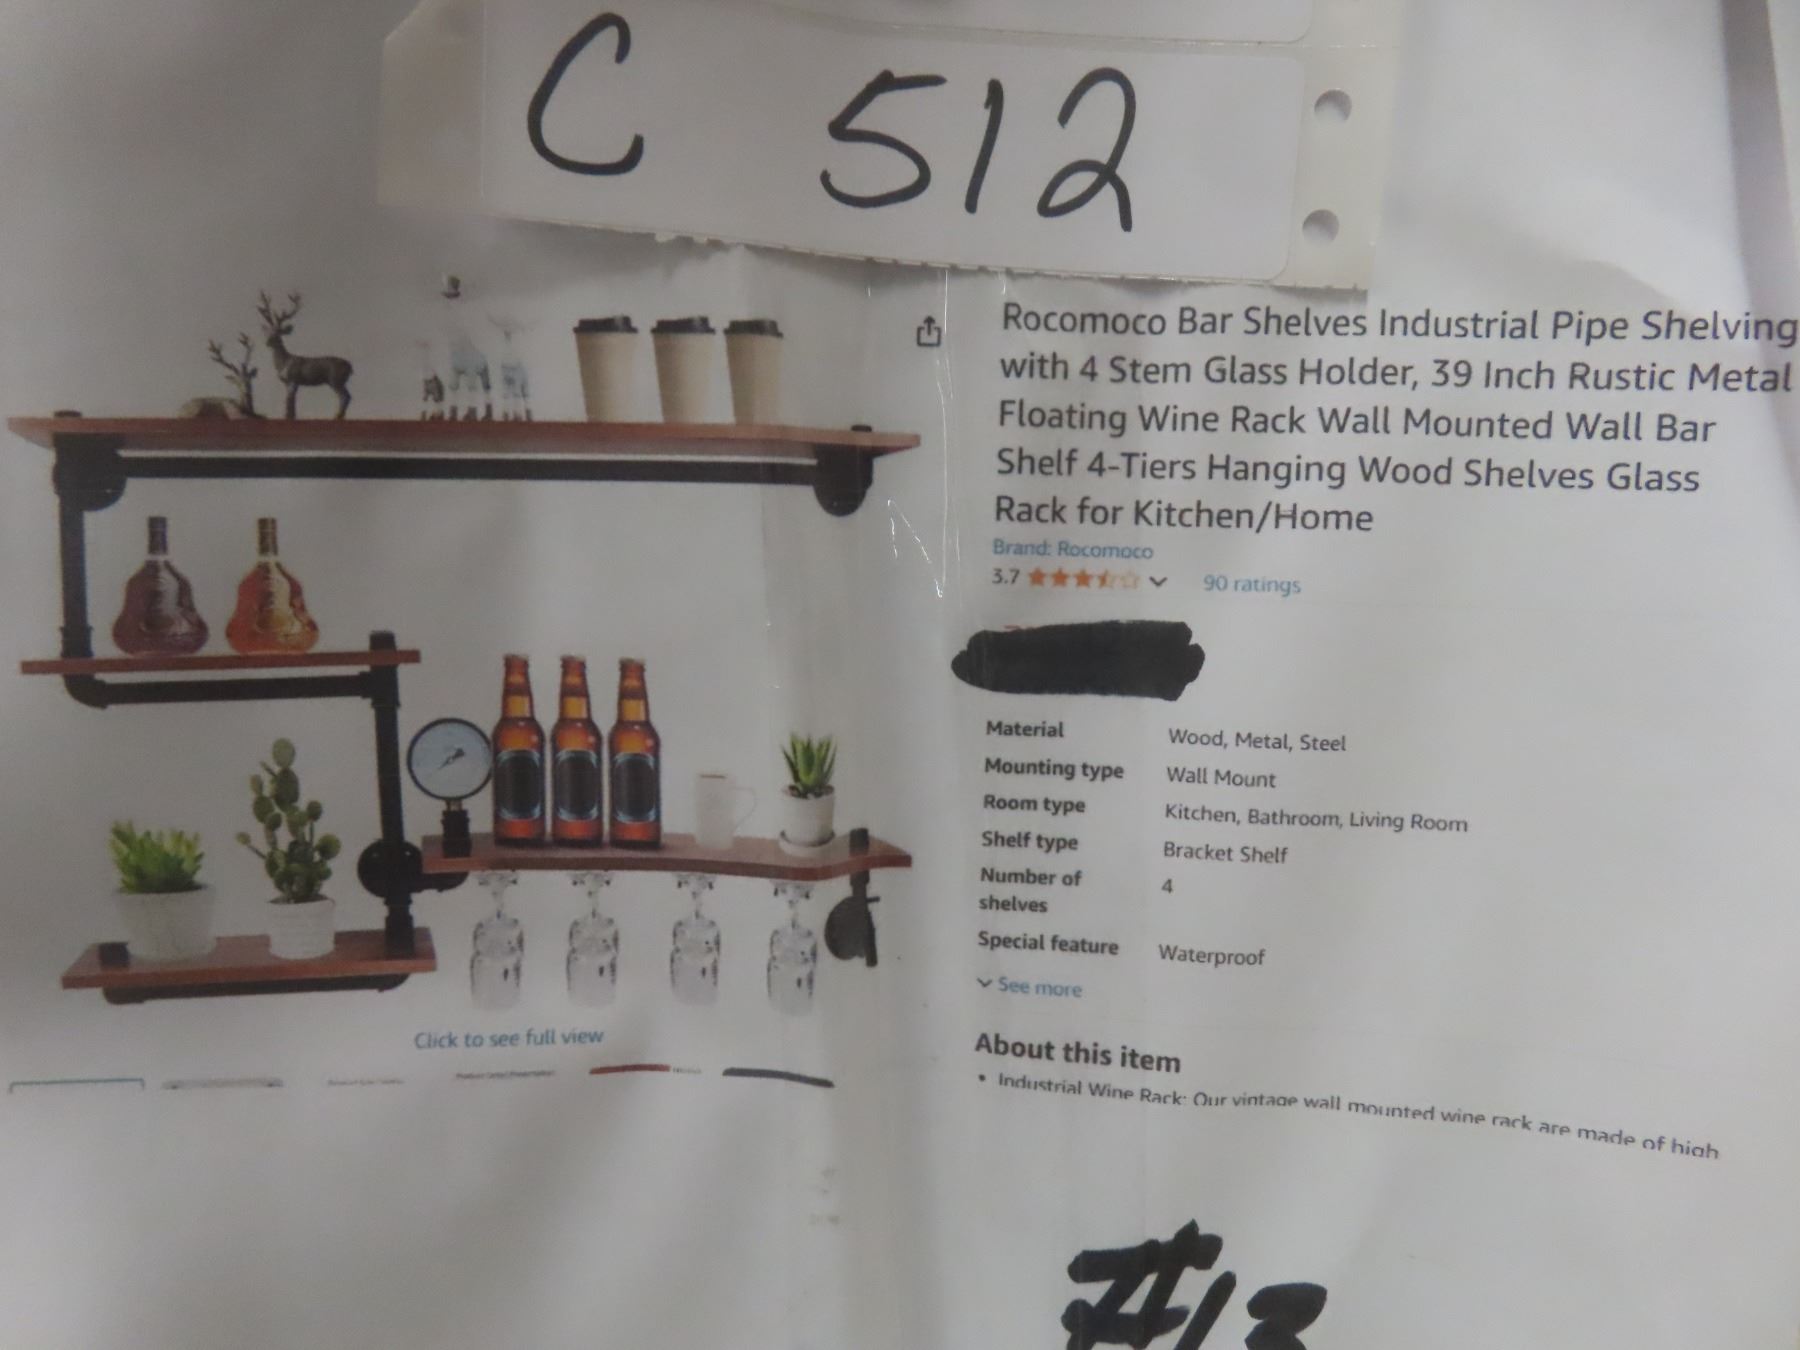 C 512
Rocomoco Bar Shelves Industrial Pipe Shelving
with 4 Stem Glass Holder, 39 Inch Rustic Metal
Floating Wine Rack Wall Mounted Wall Bar
Shelf 4-Tiers Hanging Wood Shelves Glass
Rack for Kitchen/Home
Brand: Rocomoco
3.7 90 ratings
Material Wood, Metal, Steel
Mounting type Wall Mount
Room type Kitchen, Bathroom, Living Room
Shelf type Bracket Shelf
Number of shelves 4
Special feature Waterproof
See more
Click to see full view
About this item
• Industrial Wine Rack: Our vintage wall mounted wine rack are made of high
#13